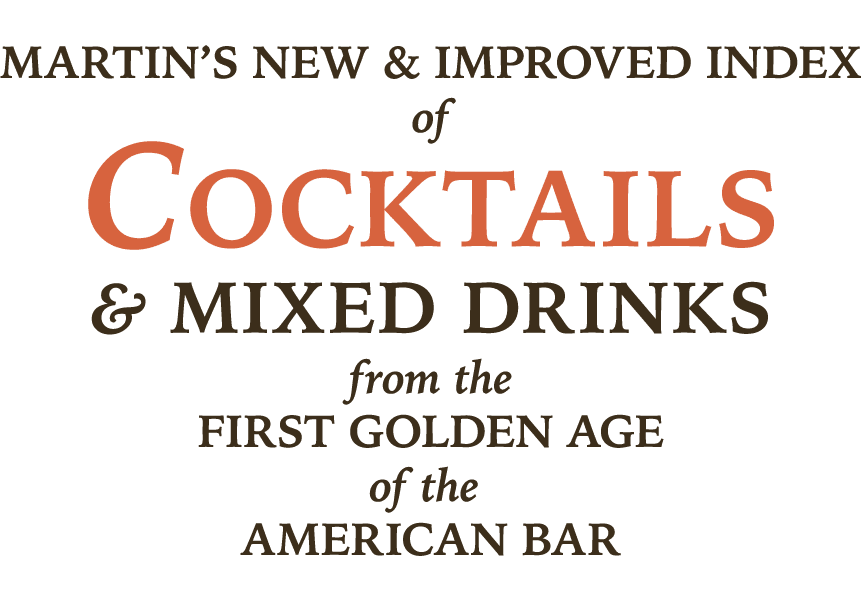 MARTIN’S NEW & IMPROVED INDEX
of
COCKTAILS
& MIXED DRINKS
from the
FIRST GOLDEN AGE
of the
AMERICAN BAR